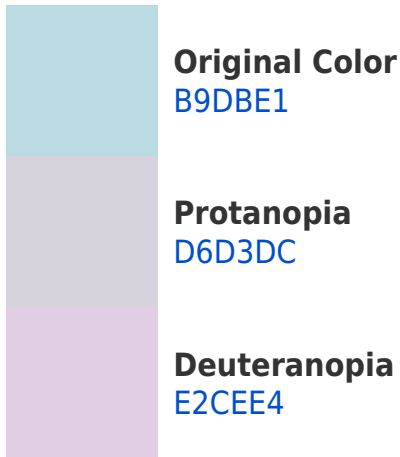 Original Color
B9DBE1
Protanopia
D6D3DC
Deuteranopia
E2CEE4